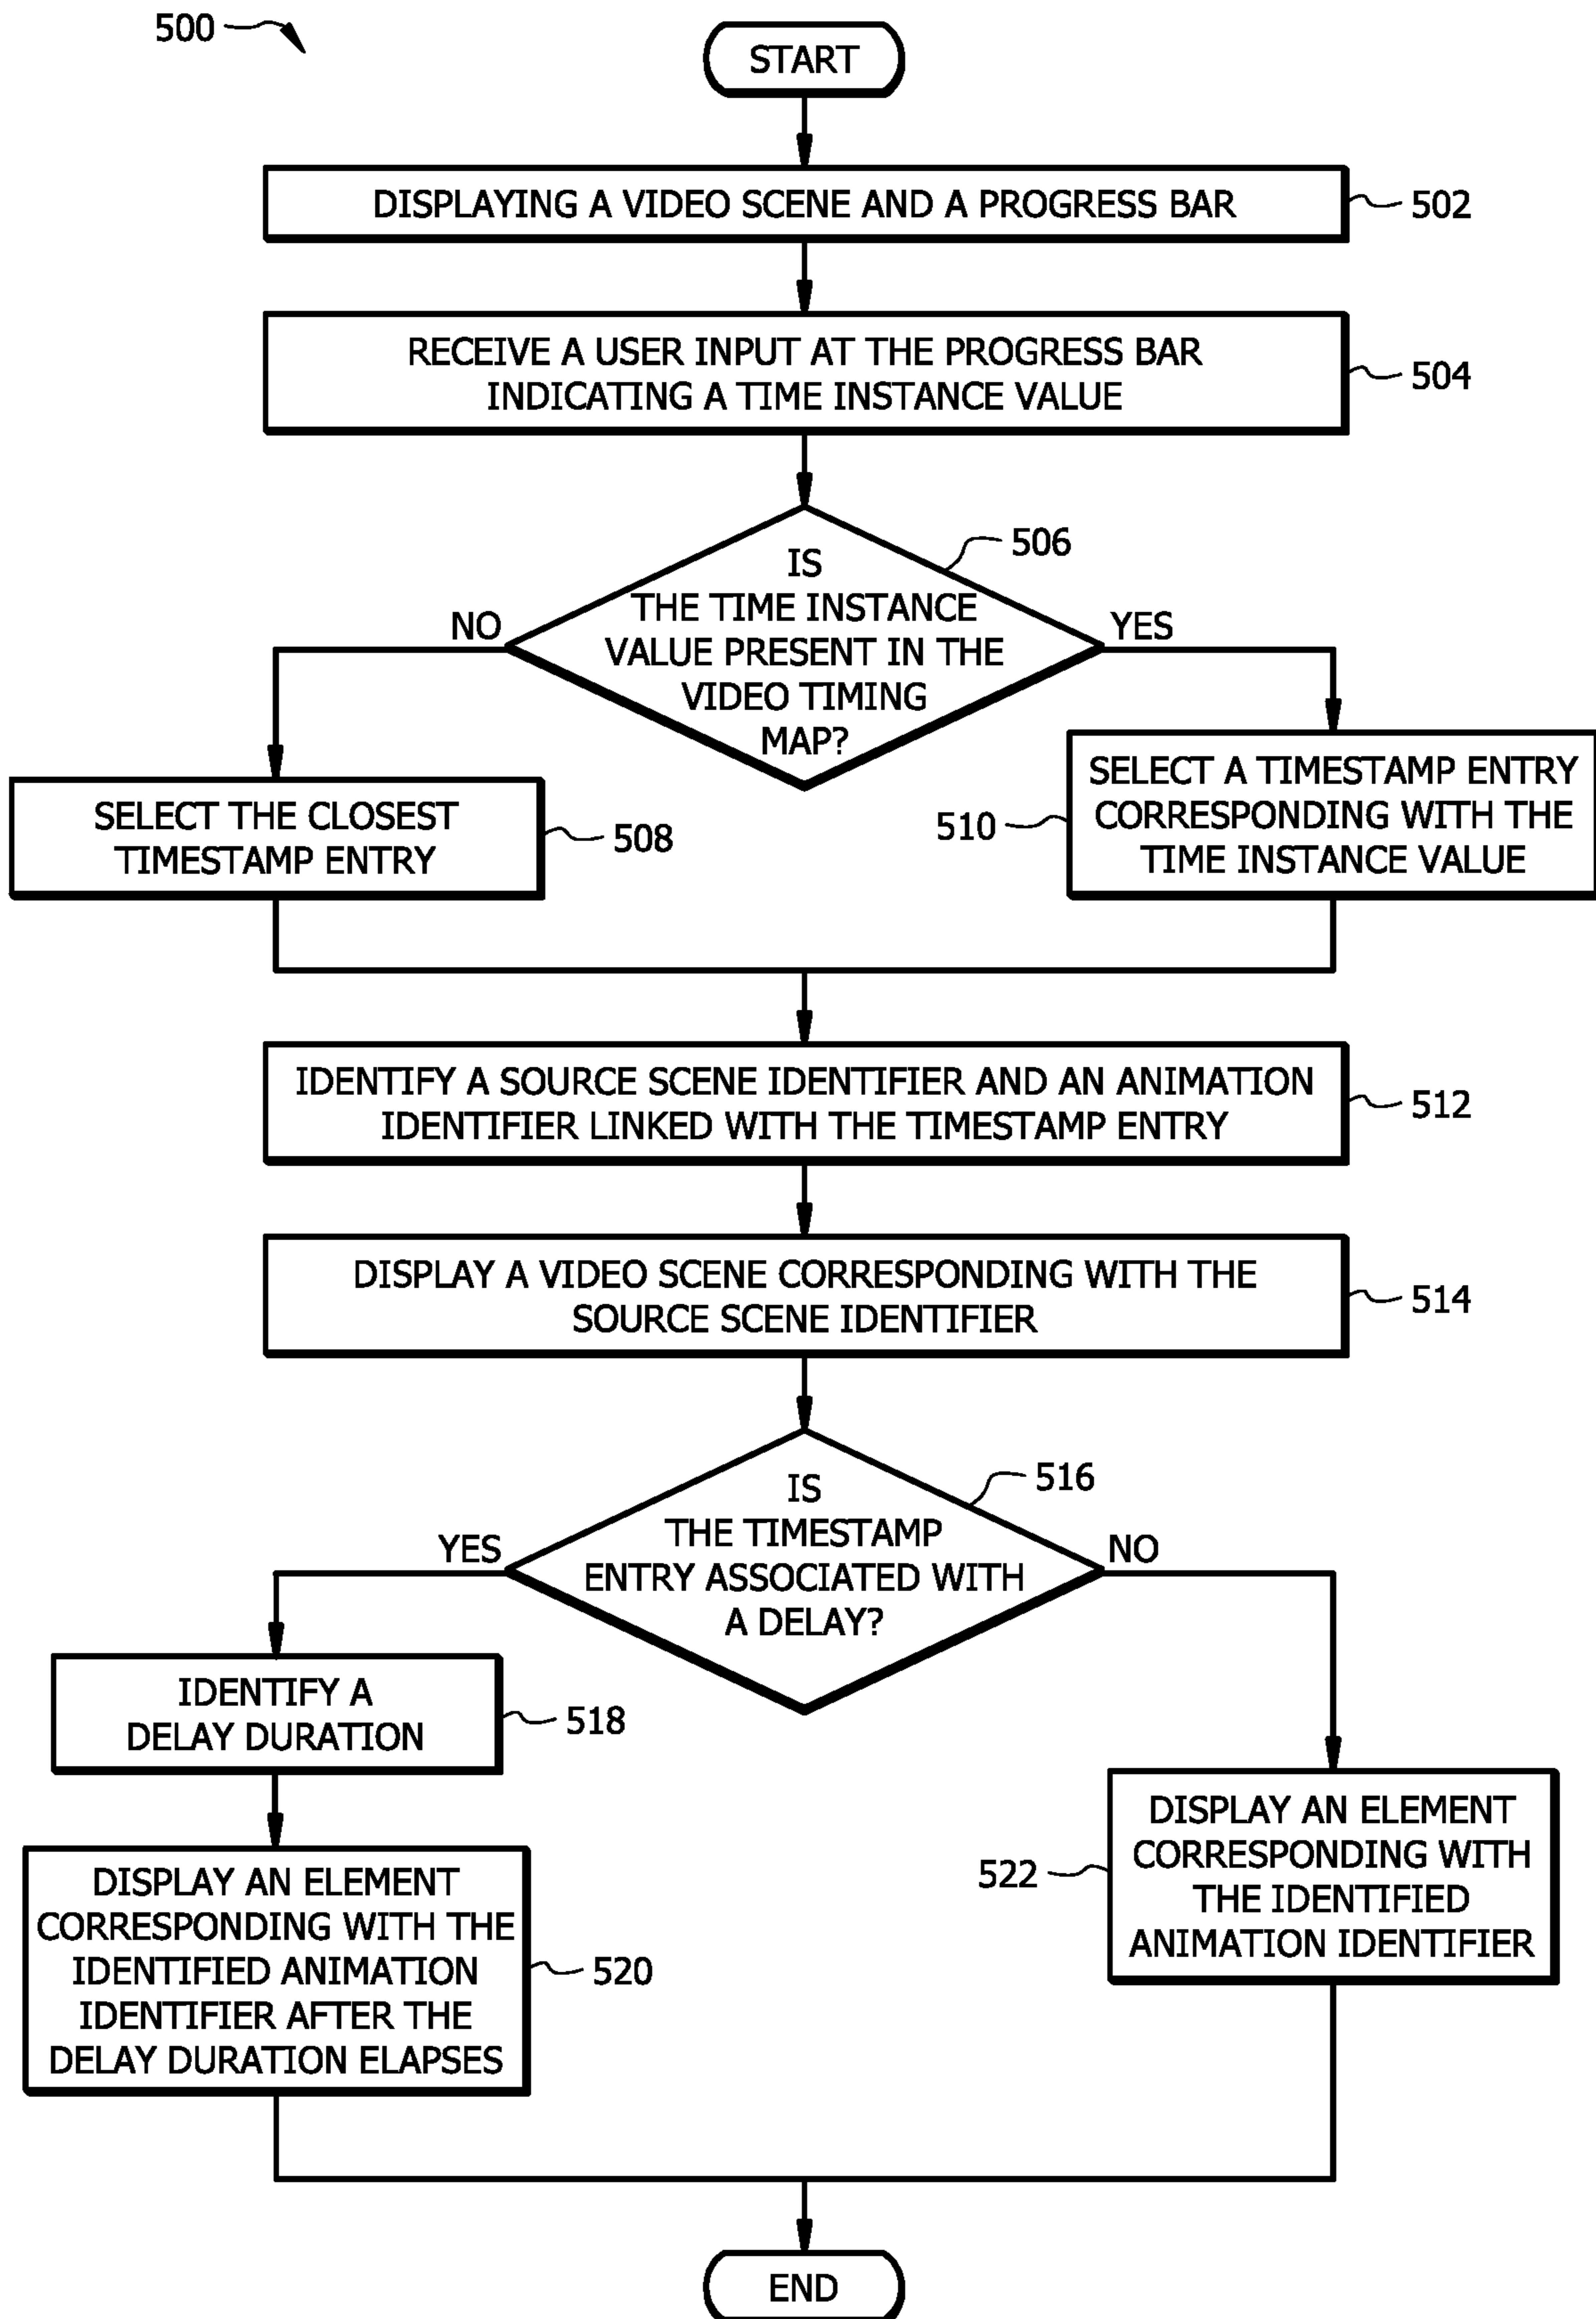 500
START
DISPLAYING A VIDEO SCENE AND A PROGRESS BAR
502
RECEIVE A USER INPUT AT THE PROGRESS BAR
INDICATING A TIME INSTANCE VALUE
504
506
IS
THE TIME INSTANCE
VALUE PRESENT IN THE
VIDEO TIMING
MAP?
NO
YES
SELECT THE CLOSEST
TIMESTAMP ENTRY
508
510
SELECT A TIMESTAMP ENTRY
CORRESPONDING WITH THE
TIME INSTANCE VALUE
IDENTIFY A SOURCE SCENE IDENTIFIER AND AN ANIMATION
IDENTIFIER LINKED WITH THE TIMESTAMP ENTRY
512
DISPLAY A VIDEO SCENE CORRESPONDING WITH THE
SOURCE SCENE IDENTIFIER
514
516
IS
THE TIMESTAMP
ENTRY ASSOCIATED WITH
A DELAY?
YES
NO
IDENTIFY A
DELAY DURATION
518
DISPLAY AN ELEMENT
CORRESPONDING WITH THE
IDENTIFIED ANIMATION
IDENTIFIER AFTER THE
DELAY DURATION ELAPSES
520
522
DISPLAY AN ELEMENT
CORRESPONDING WITH
THE IDENTIFIED
ANIMATION IDENTIFIER
END